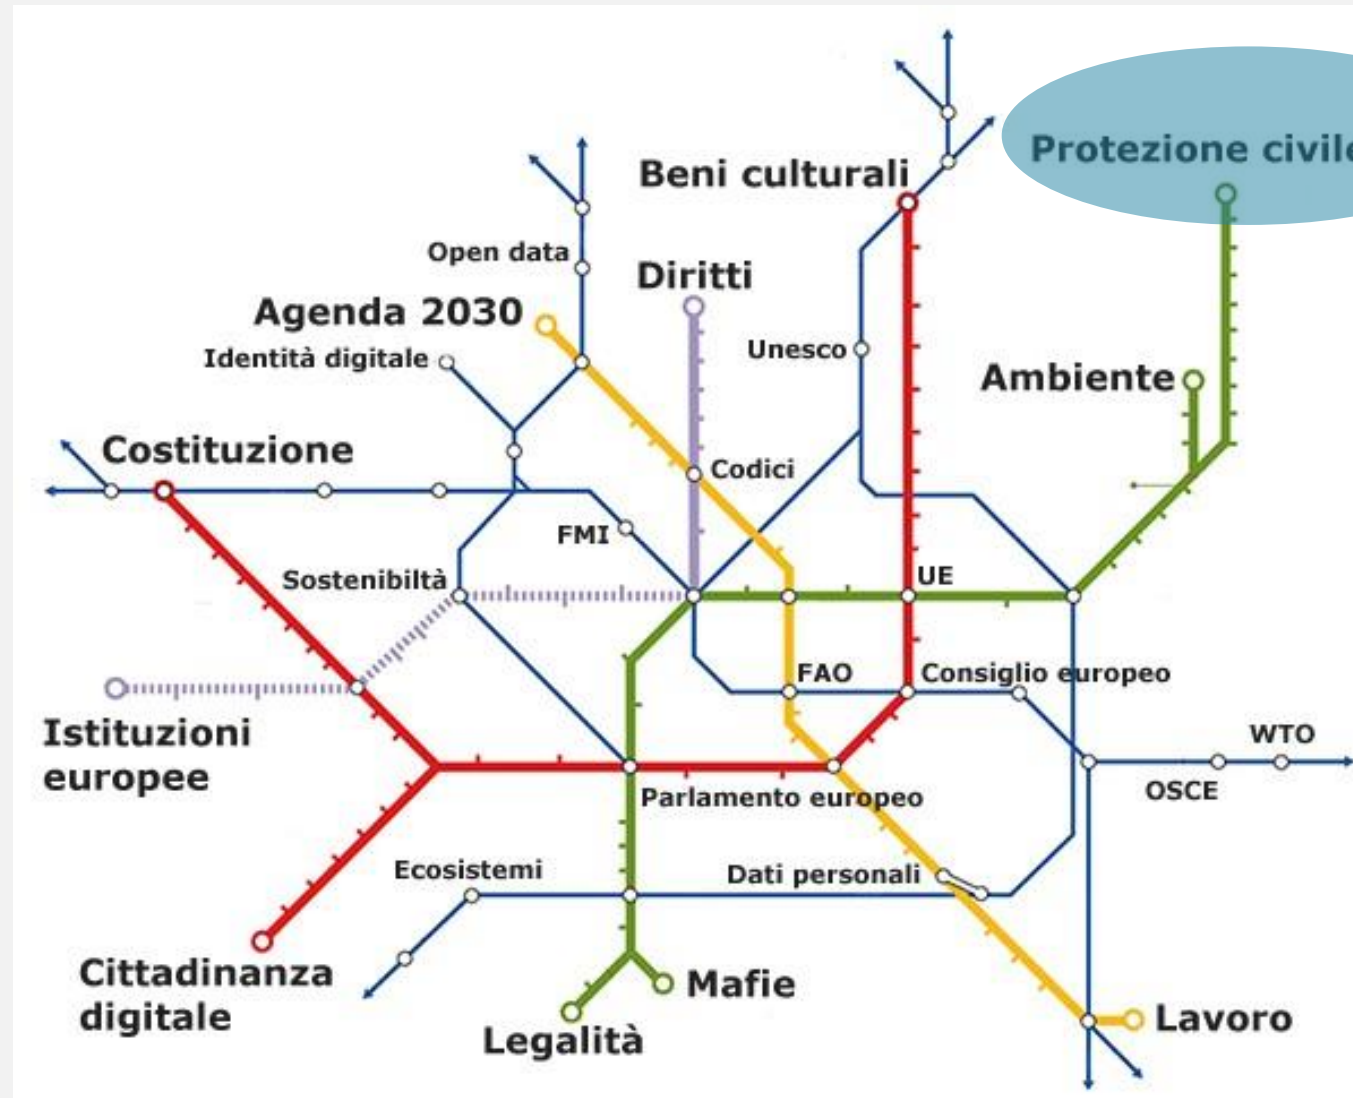 Protezione civile
Beni culturali
Open data
Diritti
Agenda 2030
Unesco
Identità digitale
Ambiente
Costituzione
Codici
FMI
Sostenibiltà
UE
FAO
Consiglio europeo
Istituzioni
europee
WTO
OSCE
Parlamento europeo
Ecosistemi
Dati personali
Cittadinanza
digitale
Mafie
Lavoro
Legalità